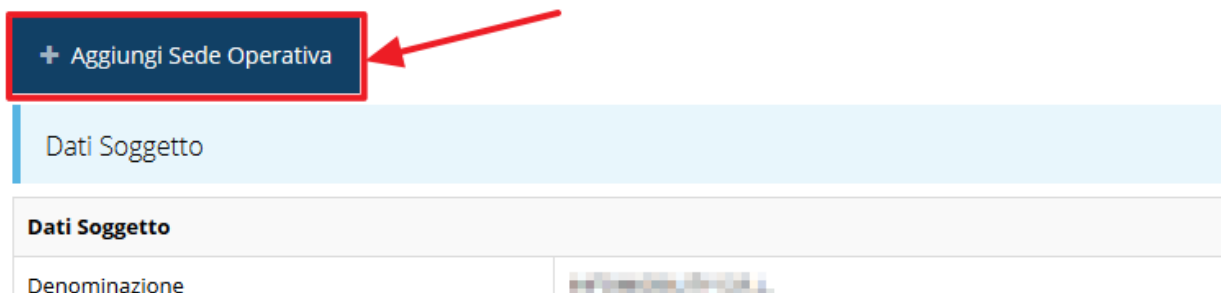 + Aggiungi Sede Operativa
Dati Soggetto
Dati Soggetto
Denominazione